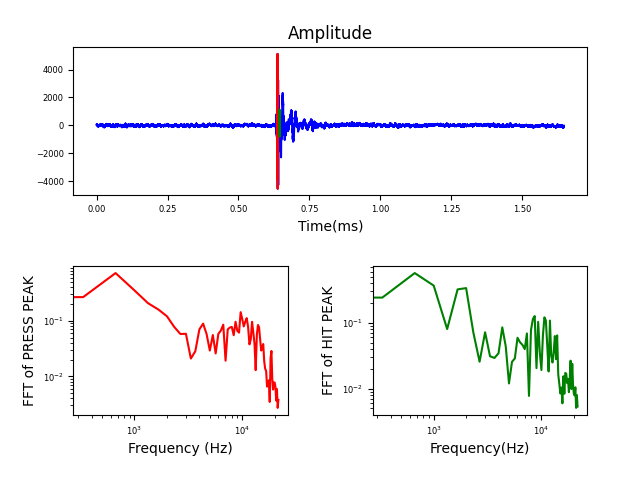 Amplitude
4000
2000
0
−2000
−4000
0.00 0.25 0.50 0.75 1.00 1.25 1.50
Time(ms)
FFT of PRESS PEAK
10⁻¹
10⁻²
10³ 10⁴
Frequency (Hz)
FFT of HIT PEAK
10⁻¹
10⁻²
10³ 10⁴
Frequency(Hz)